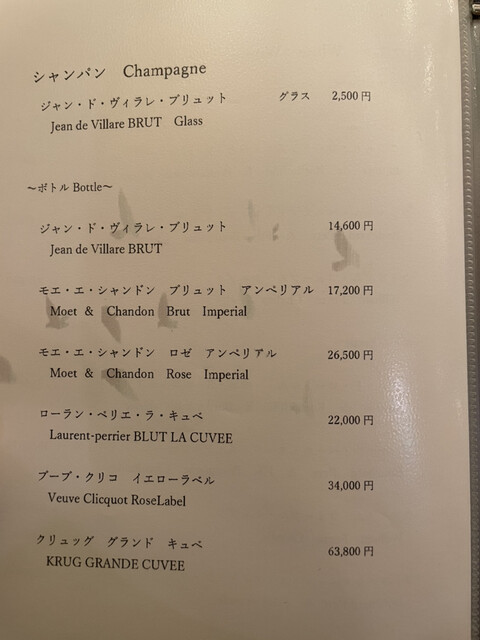 シャンパン Champagne
ジャン・ド・ヴィラレ・ブリュット グラス 2,500円
Jean de Villare BRUT Glass
～ボトル Bottle～
ジャン・ド・ヴィラレ・ブリュット 14,600円
Jean de Villare BRUT
モエ・エ・シャンドン ブリュット アンペリアル 17,200円
Moet & Chandon Brut Imperial
モエ・エ・シャンドン ロゼ アンペリアル 26,500円
Moet & Chandon Rose Imperial
ローラン・ペリエ・ラ・キュベ 22,000円
Laurent-perrier BLUT LA CUVEE
ブーブ・クリコ イエローラベル 34,000円
Veuve Clicquot RoseLabel
クリュッグ グランド キュベ 63,800円
KRUG GRANDE CUVEE